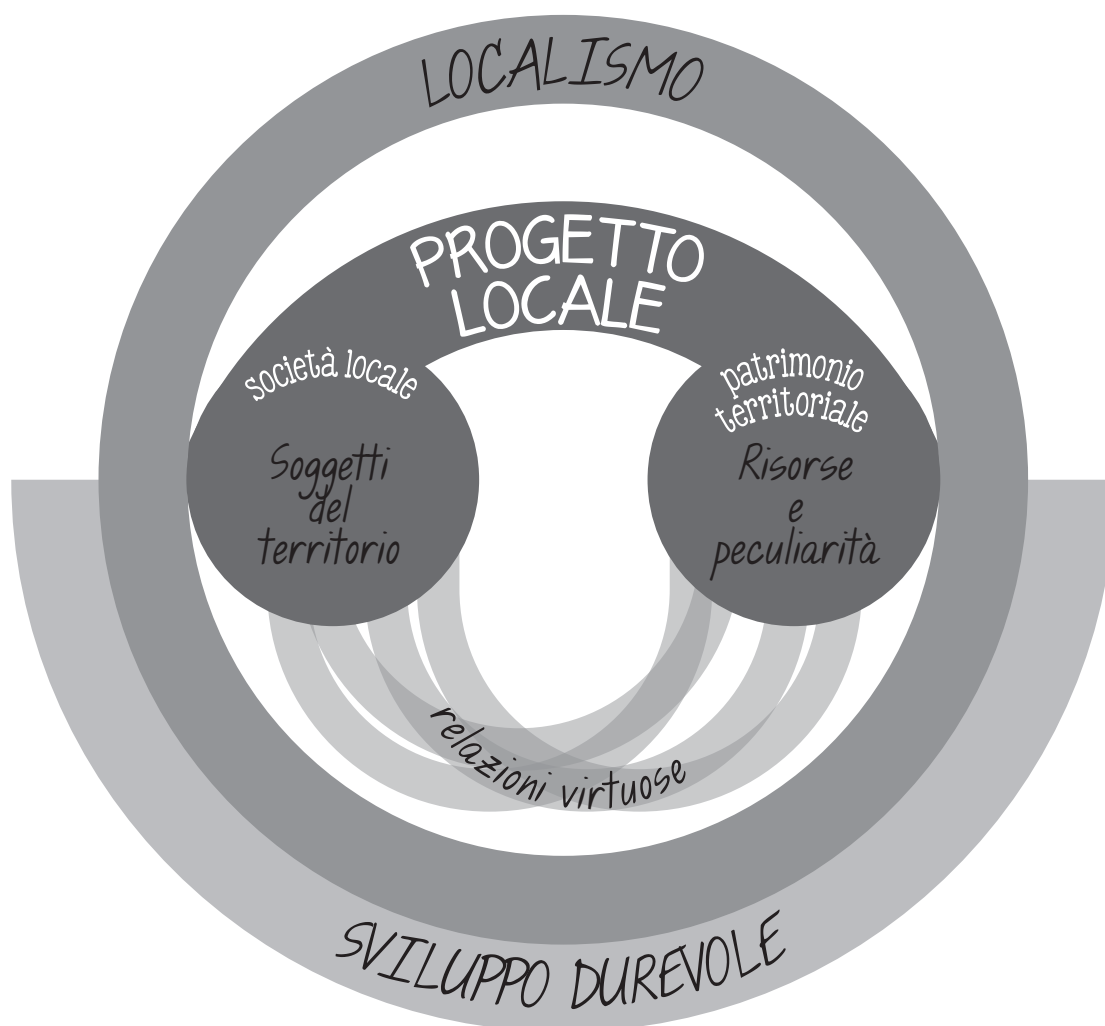 LOCALISMO
PROGETTO
LOCALE
società locale
Soggetti
del
territorio
patrimonio
territoriale
Risorse
e
peculiarità
relazioni virtuose
SVILUPPO DUREVOLE